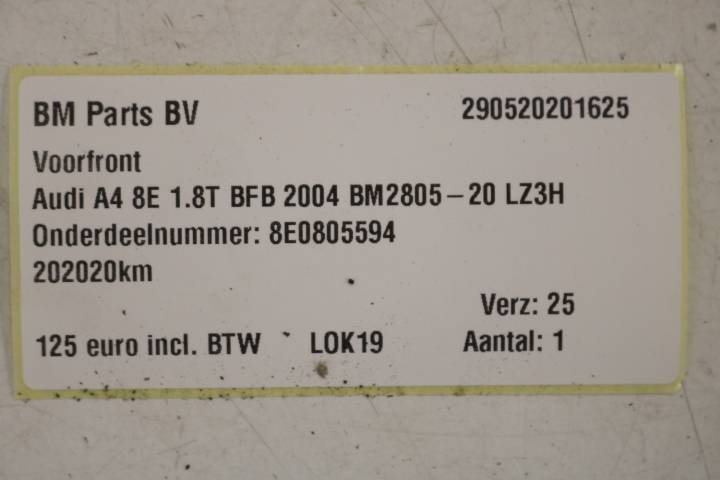 BM Parts BV 290520201625
Voorfront
Audi A4 8E 1.8T BFB 2004 BM2805-20 LZ3H
Onderdeelnummer: 8E0805594
202020km
Verz: 25
125 euro incl. BTW LOK19 Aantal: 1